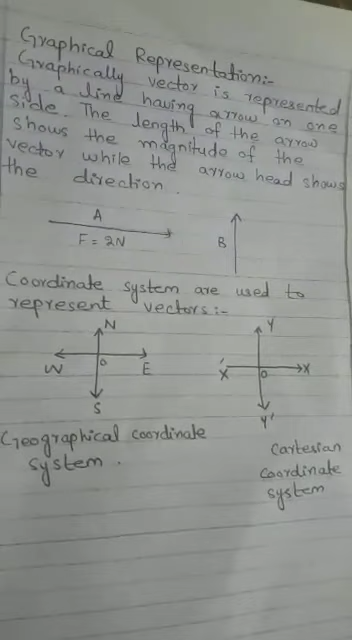 Graphical Representation:-
Graphically vector is represented
by a line having arrow on one
side. The length of the arrow
shows the magnitude of the
vector while the arrow head shows
the direction.
A
F = 2N
B
Coordinate system are used to
represent vectors:-
N
W O E
S
Y
X' O X
Y'
Geographical coordinate
system.
Cartesian
coordinate
system